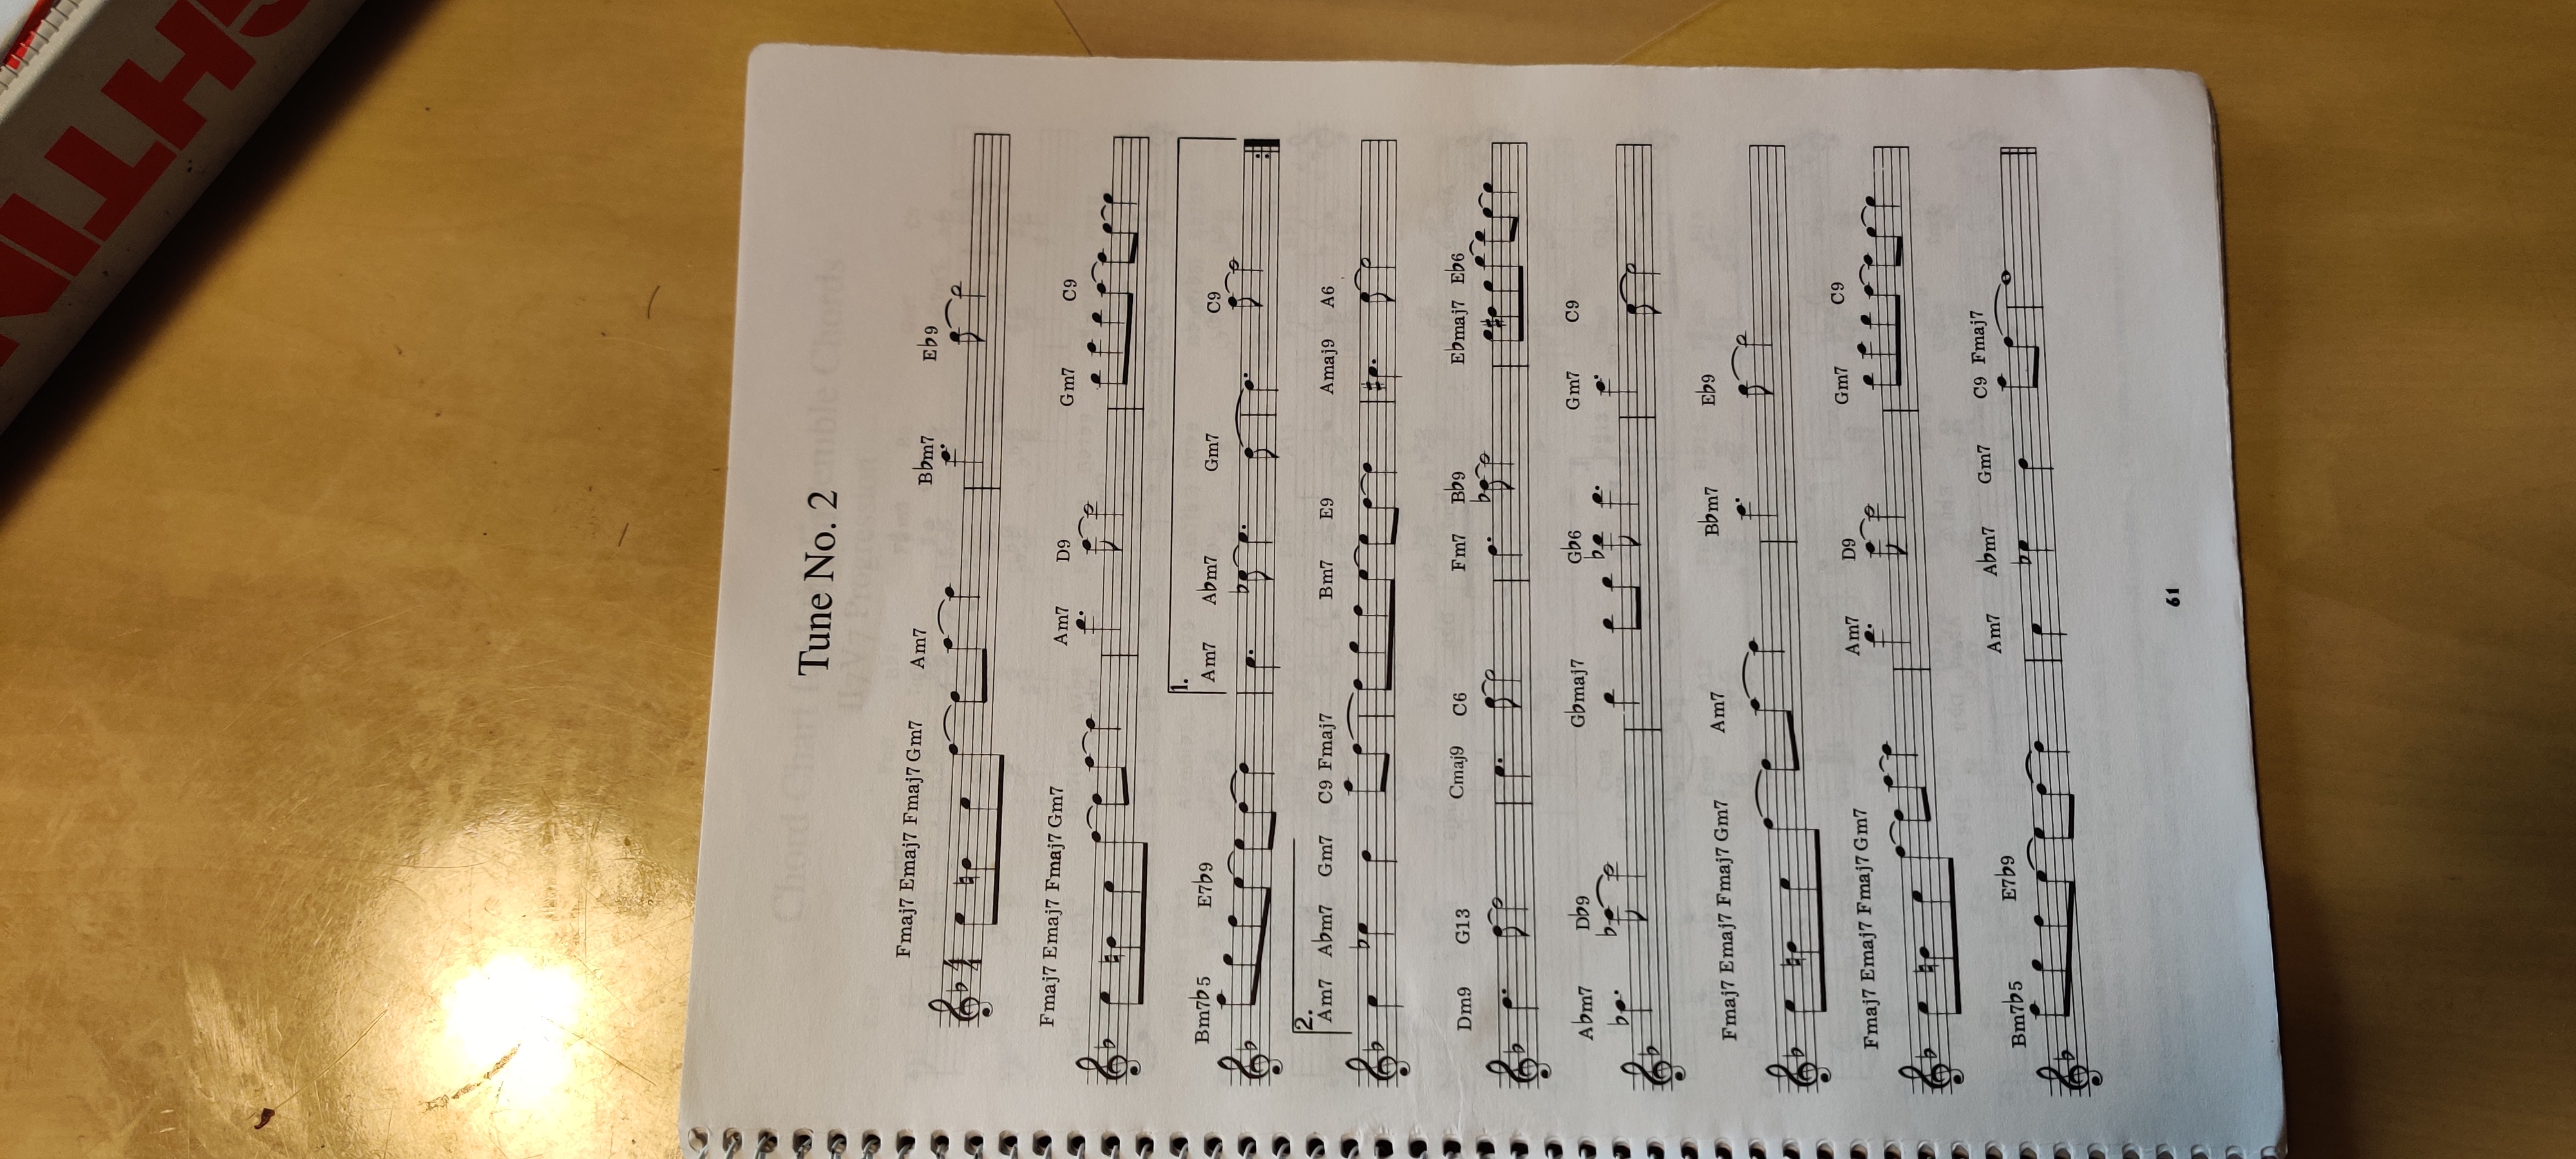 Tune No. 2
Fmaj7 Emaj7 Fmaj7 Gm7 Am7 Bbm7 Eb9
Fmaj7 Emaj7 Fmaj7 Gm7 Am7 D9 Gm7 C9
1.
Bm7b5 E7b9 Am7 Abm7 Gm7 C9
2.
Am7 Abm7 Gm7 C9 Fmaj7 Bm7 E9 Amaj9 A6
Dm9 G13 Cmaj9 C6 Fm7 Bb9 Ebmaj7 Eb6
Abm7 Db9 Gbmaj7 Gb6 Gm7 C9
Fmaj7 Emaj7 Fmaj7 Gm7 Am7 Bbm7 Eb9
Fmaj7 Emaj7 Fmaj7 Gm7 Am7 D9 Gm7 C9
Bm7b5 E7b9 Am7 Abm7 Gm7 C9 Fmaj7
61